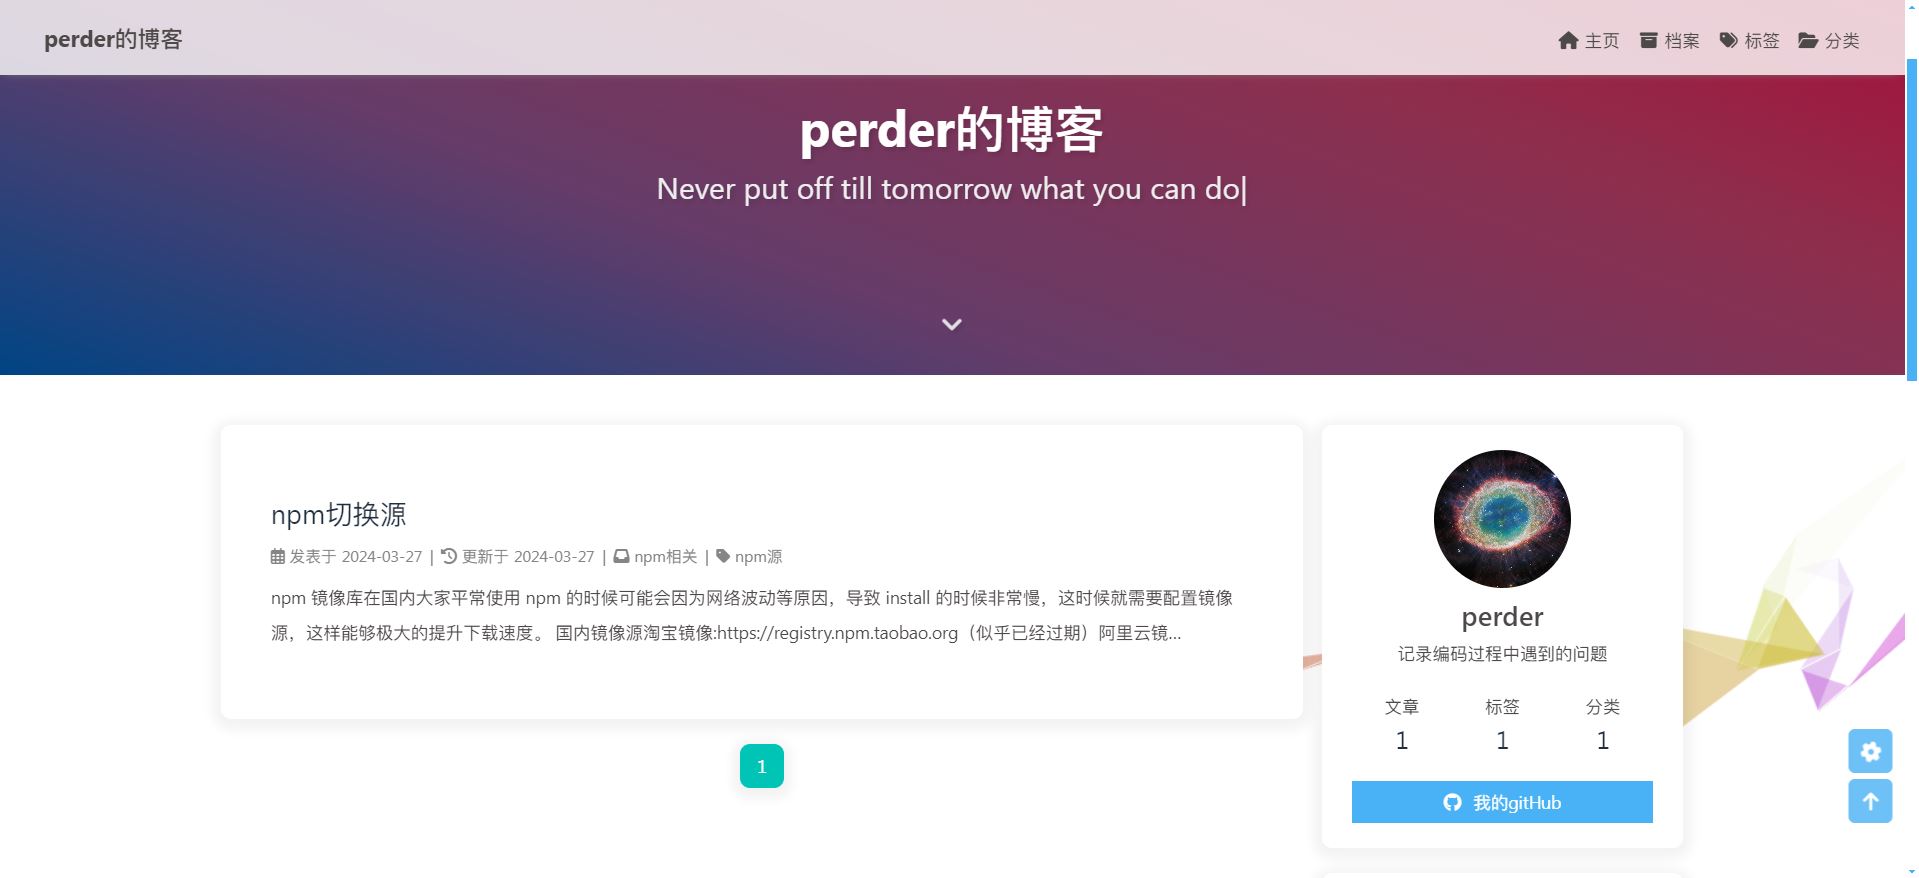 perder的博客
主页 档案 标签 分类
perder的博客
Never put off till tomorrow what you can do|
npm切换源
发表于 2024-03-27 | 更新于 2024-03-27 | npm相关 | npm源
npm 镜像库在国内大家平常使用 npm 的时候可能会因为网络波动等原因，导致 install 的时候非常慢，这时候就需要配置镜像
源，这样能够极大的提升下载速度。 国内镜像源淘宝镜像:https://registry.npm.taobao.org（似乎已经过期）阿里云镜...
1
perder
记录编码过程中遇到的问题
文章 标签 分类
1 1 1
我的gitHub